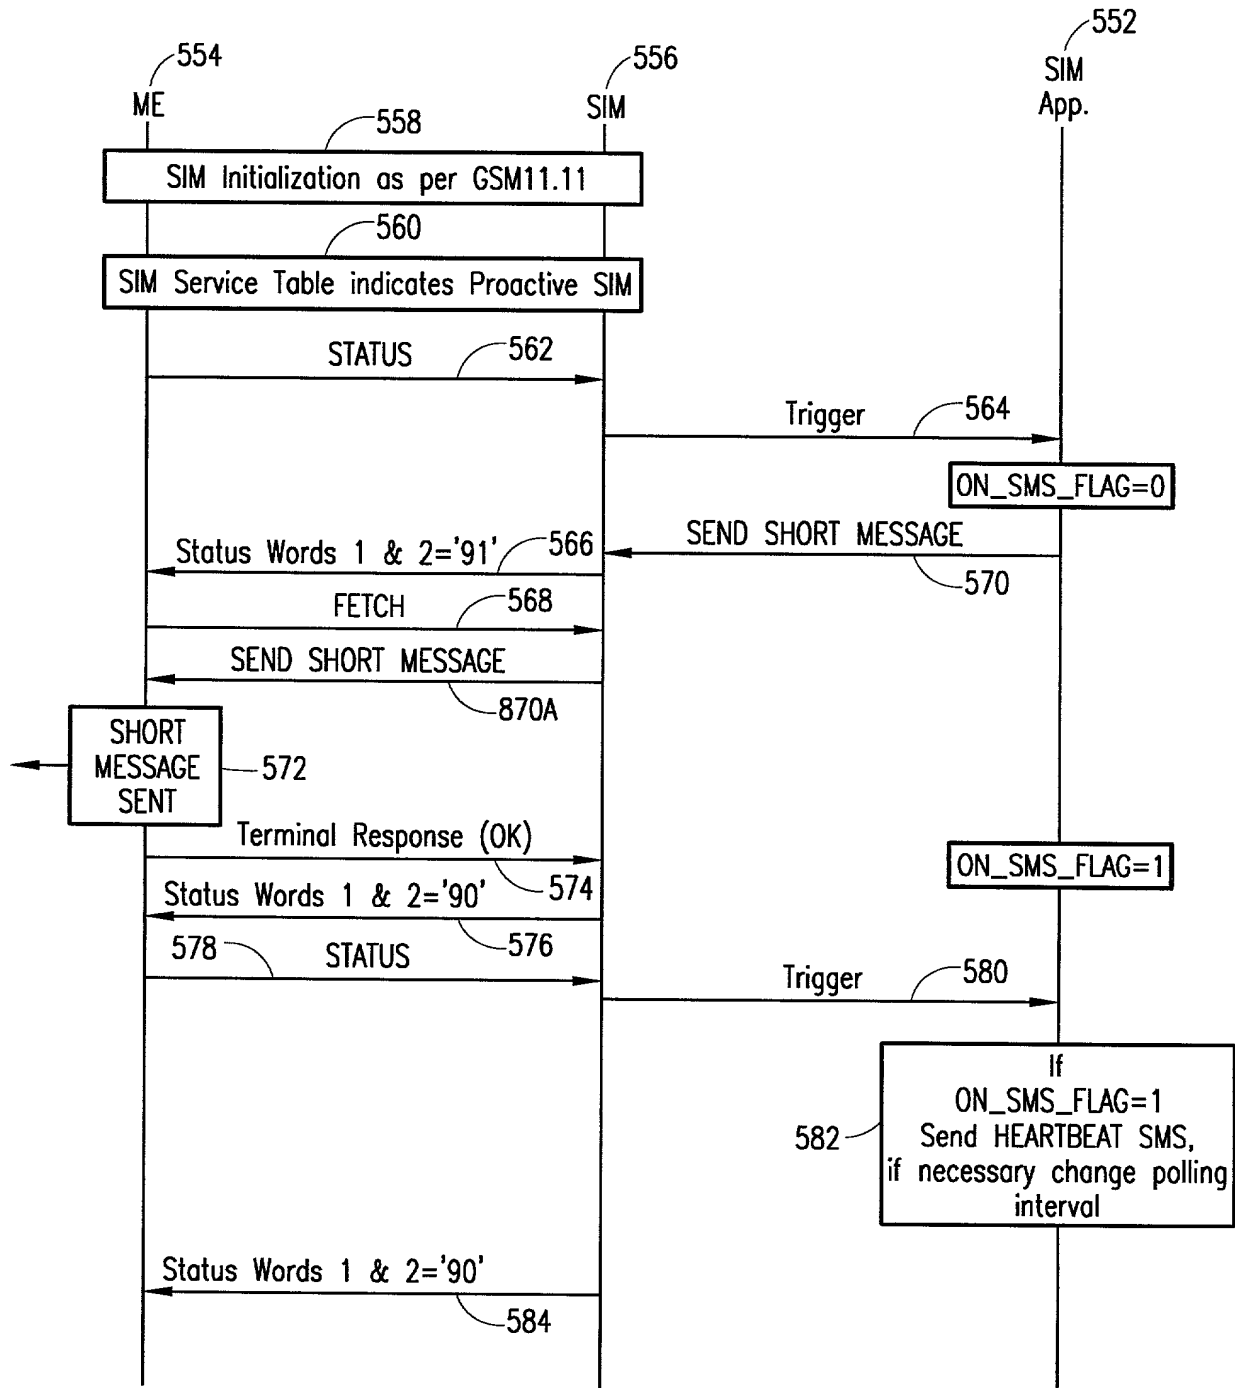 552
554
556
SIM
App.
ME
SIM
558
SIM Initialization as per GSM11.11
560
SIM Service Table indicates Proactive SIM
STATUS
562
Trigger
564
ON_SMS_FLAG=0
SEND SHORT MESSAGE
570
Status Words 1 & 2='91'
566
FETCH
568
SEND SHORT MESSAGE
870A
SHORT
MESSAGE
SENT
572
Terminal Response (OK)
574
ON_SMS_FLAG=1
Status Words 1 & 2='90'
576
578
STATUS
Trigger
580
If
ON_SMS_FLAG=1
Send HEARTBEAT SMS,
if necessary change polling
interval
582
Status Words 1 & 2='90'
584